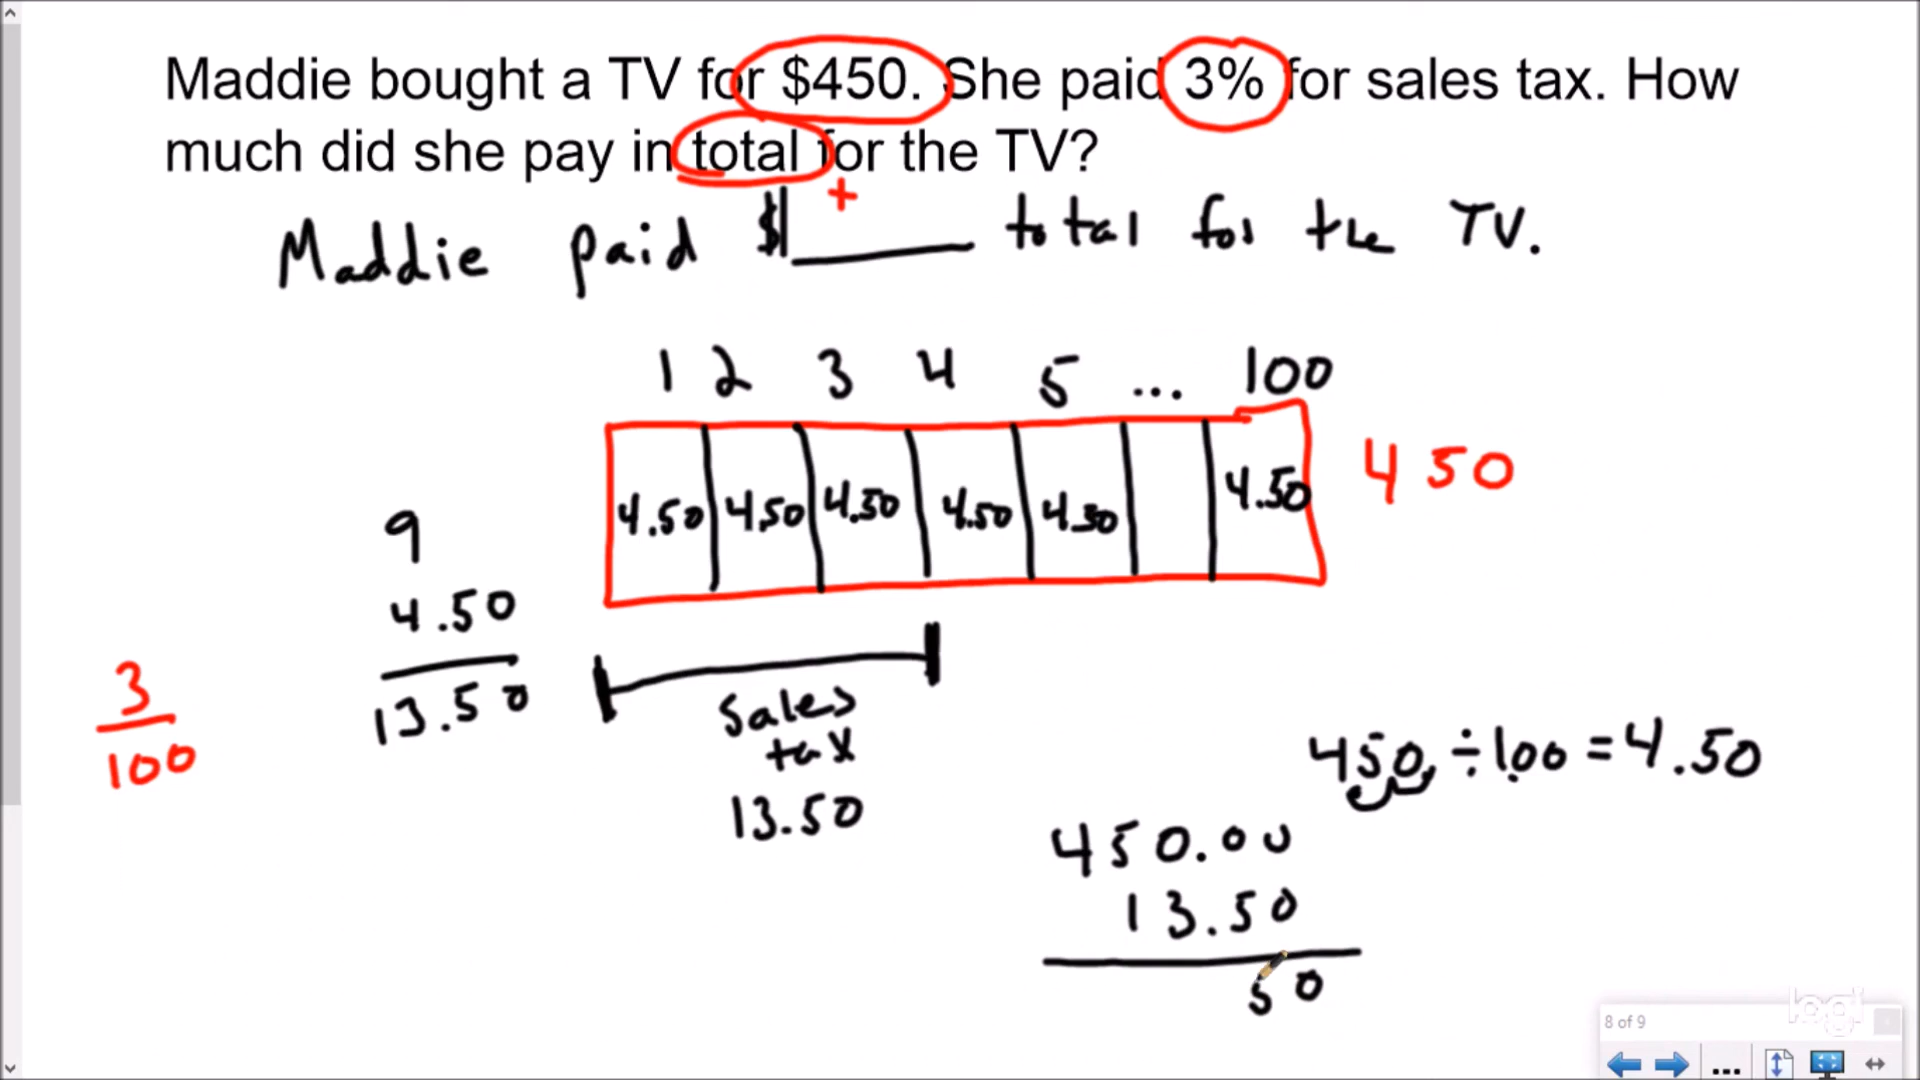 Maddie bought a TV for $450. She paid 3% for sales tax. How
much did she pay in total for the TV?
+
Maddie paid $____ total for the TV.
1 2 3 4 5 ... 100
4.50 4.50 4.50 4.50 4.50 4.50 450
9
4.50
13.50
3
100
Sales
tax
13.50
450. ÷ 100 = 4.50
450.00
13.50
50
8 of 9
logi